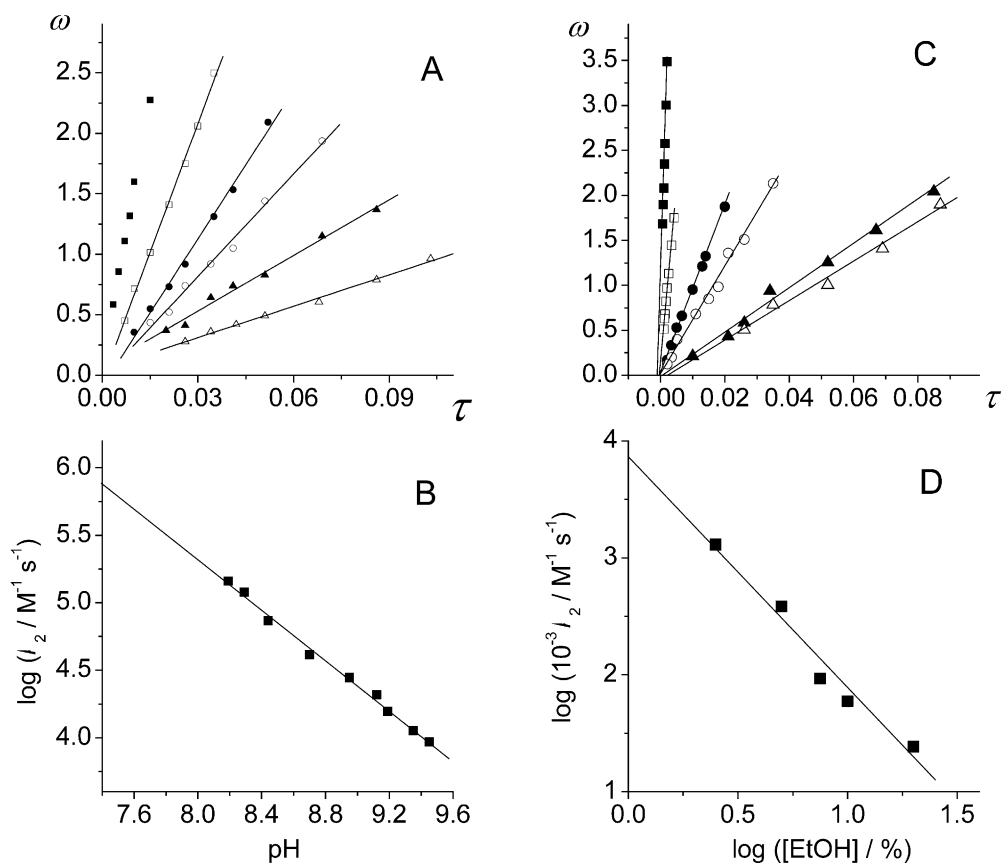 ω
A
2.5
2.0
1.5
1.0
0.5
0.0
0.00 0.03 0.06 0.09 τ
ω
C
3.5
3.0
2.5
2.0
1.5
1.0
0.5
0.0
0.00 0.02 0.04 0.06 0.08 τ
B
6.0
5.5
5.0
4.5
4.0
log ( 2 / M-1 s-1)
7.6 8.0 8.4 8.8 9.2 9.6
pH
D
4
3
2
1
log (10-3 2 / M-1 s-1)
0.0 0.5 1.0 1.5
log ([EtOH] / %)